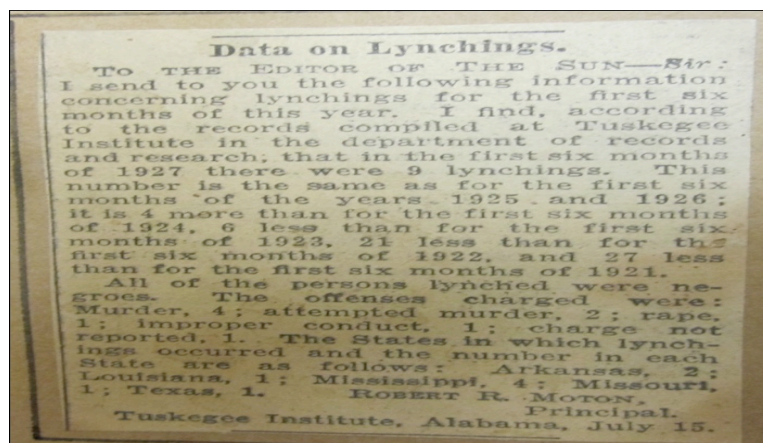 Data on Lynchings.
TO THE EDITOR OF THE SUN—Sir:
I send to you the following information
concerning lynchings for the first six
months of this year. I find, according
to the records compiled at Tuskegee
Institute in the department of records
and research, that in the first six months
of 1927 there were 9 lynchings. This
number is the same as for the first six
months of the years 1925 and 1926;
it is 4 more than for the first six months
of 1924, 6 less than for the first six
months of 1923, 21 less than for the
first six months of 1922, and 27 less
than for the first six months of 1921.
All of the persons lynched were ne-
groes. The offenses charged were:
Murder, 4; attempted murder, 2; rape,
1; improper conduct, 1; charge not
reported, 1. The States in which lynch-
ings occurred and the number in each
State are as follows: Arkansas, 2;
Louisiana, 1; Mississippi, 4; Missouri,
1; Texas, 1. ROBERT R. MOTON,
Principal.
Tuskegee Institute, Alabama, July 15.